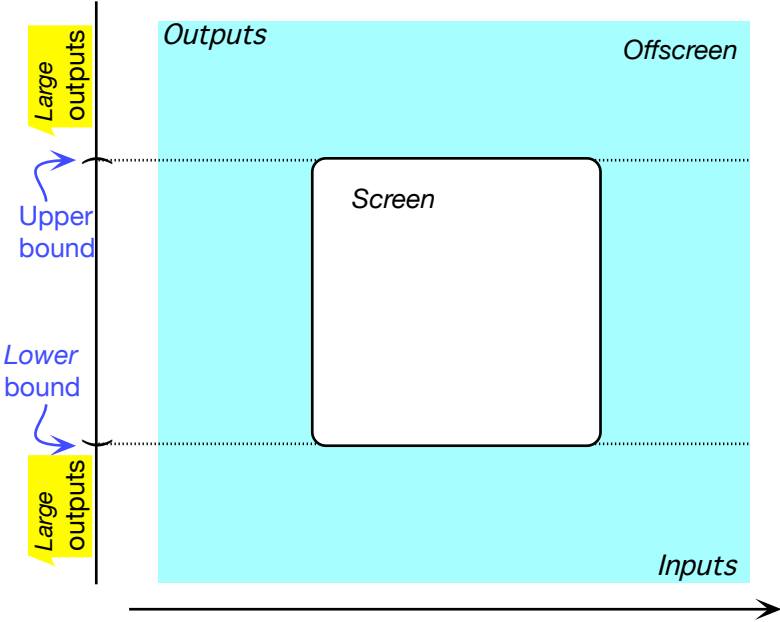 Outputs
Offscreen
Large
outputs
Screen
Upper
bound
Lower
bound
Large
outputs
Inputs